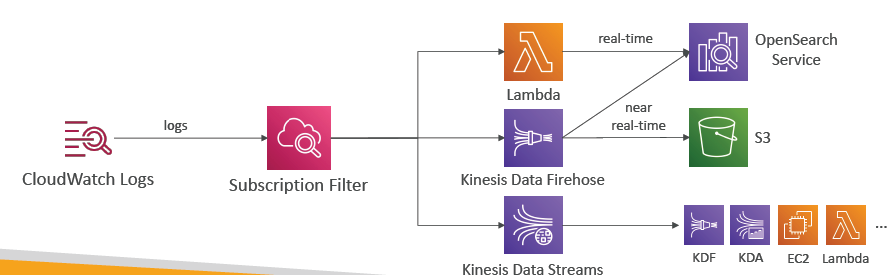 real-time
OpenSearch
Service
Lambda
logs
near
real-time
S3
CloudWatch Logs
Subscription Filter
Kinesis Data Firehose
Kinesis Data Streams
KDF
KDA
EC2
Lambda
...